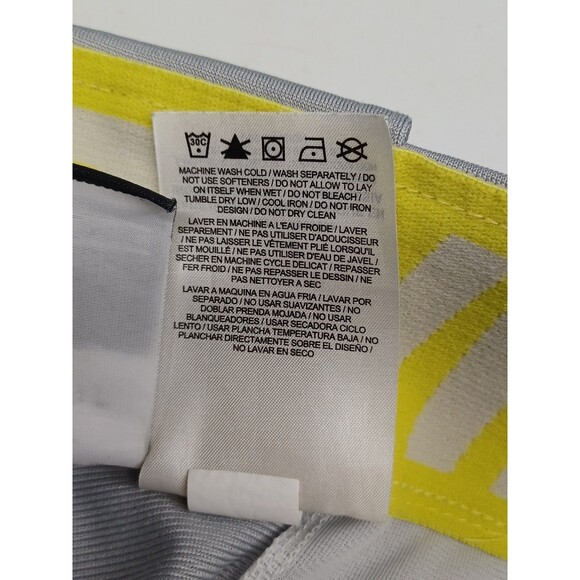 30C
MACHINE WASH COLD / WASH SEPARATELY / DO
NOT USE SOFTENERS / DO NOT ALLOW TO LAY
ON ITSELF WHEN WET / DO NOT BLEACH /
TUMBLE DRY LOW / COOL IRON / DO NOT IRON
DESIGN / DO NOT DRY CLEAN
LAVER EN MACHINE A L'EAU FROIDE / LAVER
SEPAREMENT / NE PAS UTILISER D'ADOUCISSEUR
/ NE PAS LAISSER LE VÊTEMENT PLIÉ LORSQU'IL
EST MOUILLÉ / NE PAS UTILISER D'EAU DE JAVEL /
SECHER EN MACHINE CYCLE DELICAT / REPASSER
FER FROID / NE PAS REPASSER LE DESSIN / NE
PAS NETTOYER A SEC
LAVAR A MAQUINA EN AGUA FRIA / LAVAR POR
SEPARADO / NO USAR SUAVIZANTES / NO
DOBLAR PRENDA MOJADA / NO USAR
BLANQUEADORES / USAR SECADORA CICLO
LENTO / USAR PLANCHA TEMPERATURA BAJA / NO
PLANCHAR DIRECTAMENTE SOBRE EL DISEÑO /
NO LAVAR EN SECO